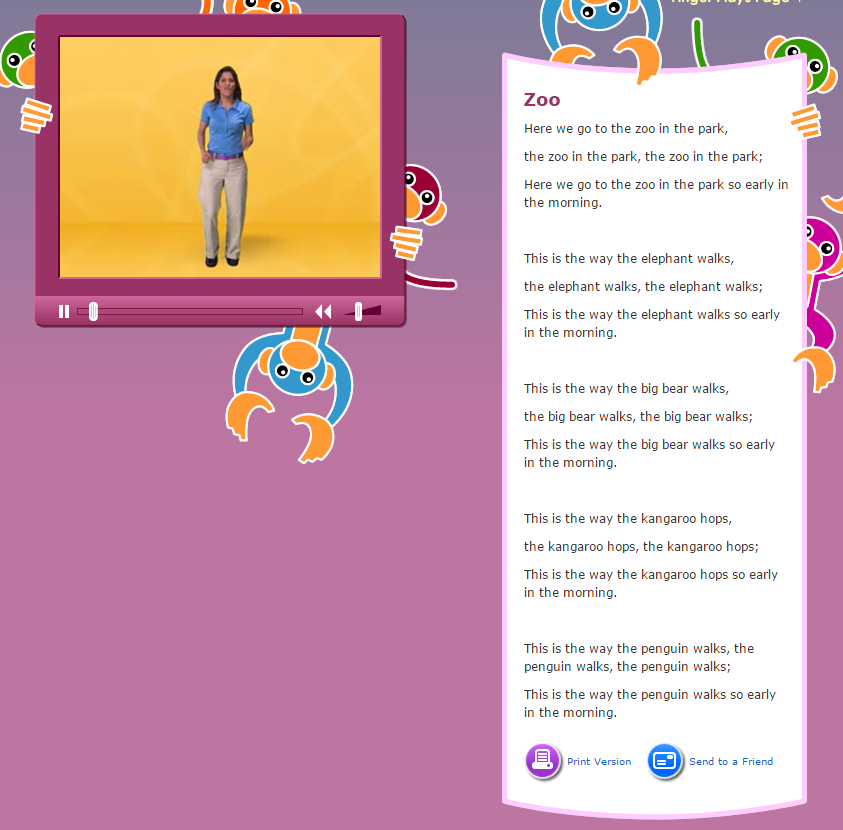 Zoo
Here we go to the zoo in the park,
the zoo in the park, the zoo in the park;
Here we go to the zoo in the park so early in
the morning.
This is the way the elephant walks,
the elephant walks, the elephant walks;
This is the way the elephant walks so early
in the morning.
This is the way the big bear walks,
the big bear walks, the big bear walks;
This is the way the big bear walks so early
in the morning.
This is the way the kangaroo hops,
the kangaroo hops, the kangaroo hops;
This is the way the kangaroo hops so early
in the morning.
This is the way the penguin walks, the
penguin walks, the penguin walks;
This is the way the penguin walks so early
in the morning.
Print Version
Send to a Friend